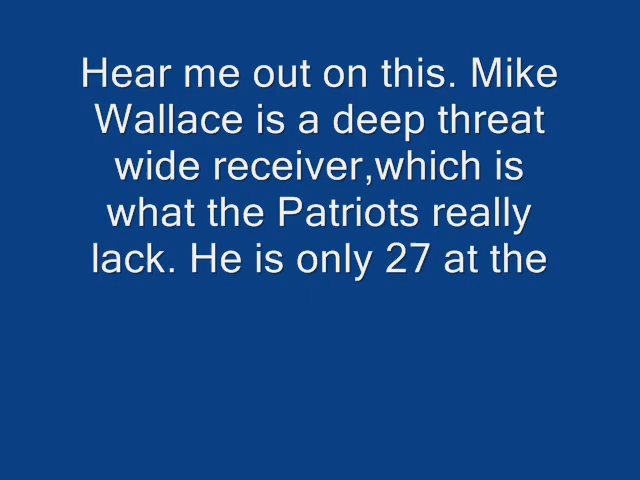 Hear me out on this. Mike
Wallace is a deep threat
wide receiver,which is
what the Patriots really
lack. He is only 27 at the